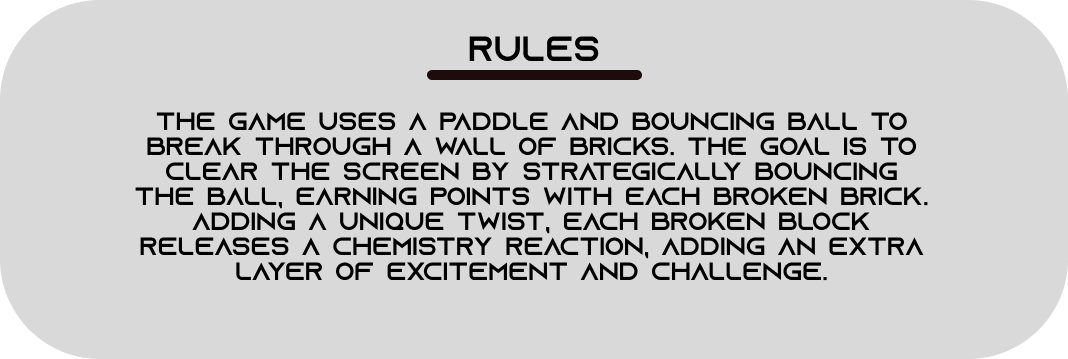 RULES
THE GAME USES A PADDLE AND BOUNCING BALL TO
BREAK THROUGH A WALL OF BRICKS. THE GOAL IS TO
CLEAR THE SCREEN BY STRATEGICALLY BOUNCING
THE BALL, EARNING POINTS WITH EACH BROKEN BRICK.
ADDING A UNIQUE TWIST, EACH BROKEN BLOCK
RELEASES A CHEMISTRY REACTION, ADDING AN EXTRA
LAYER OF EXCITEMENT AND CHALLENGE.